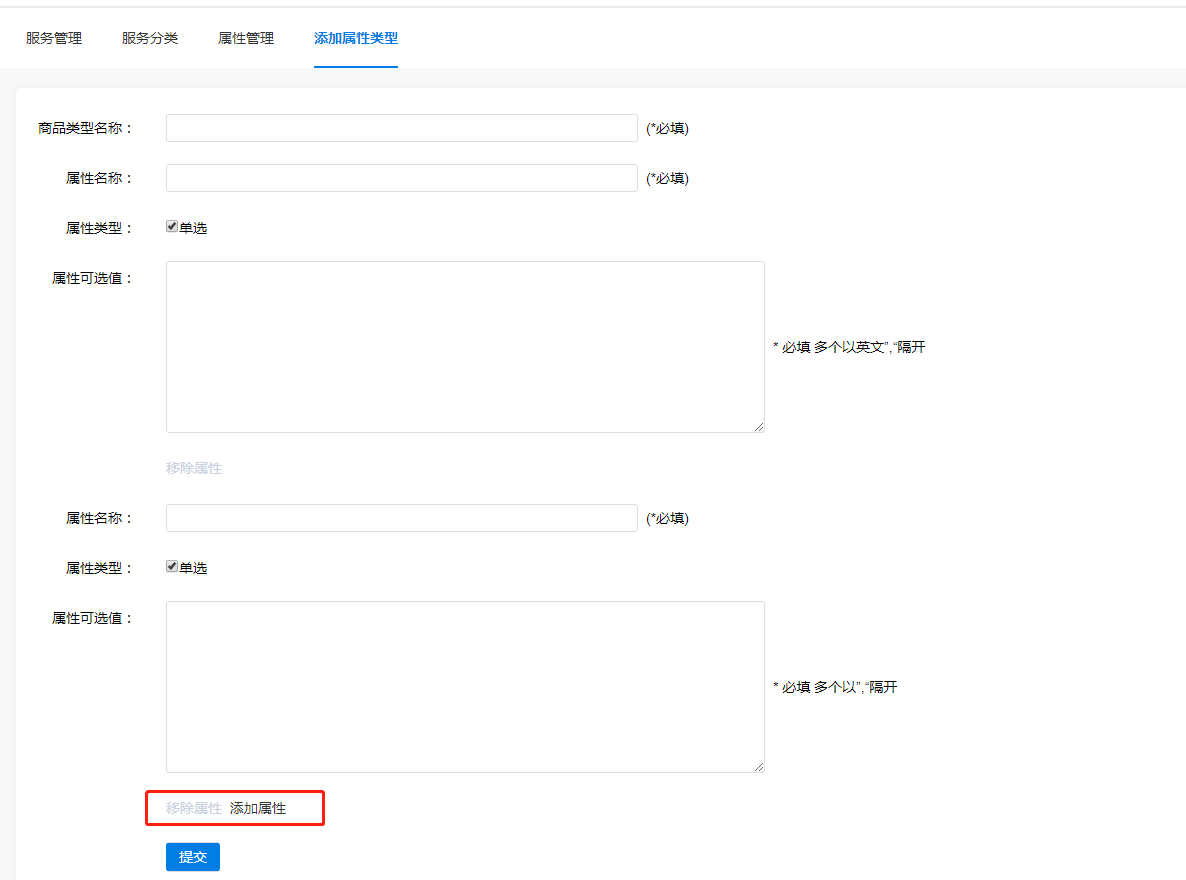 服务管理 服务分类 属性管理 添加属性类型
商品类型名称： (*必填)
属性名称： (*必填)
属性类型： 单选
属性可选值：
* 必填 多个以英文”,“隔开
移除属性
属性名称： (*必填)
属性类型： 单选
属性可选值：
* 必填 多个以”,“隔开
移除属性 添加属性
提交